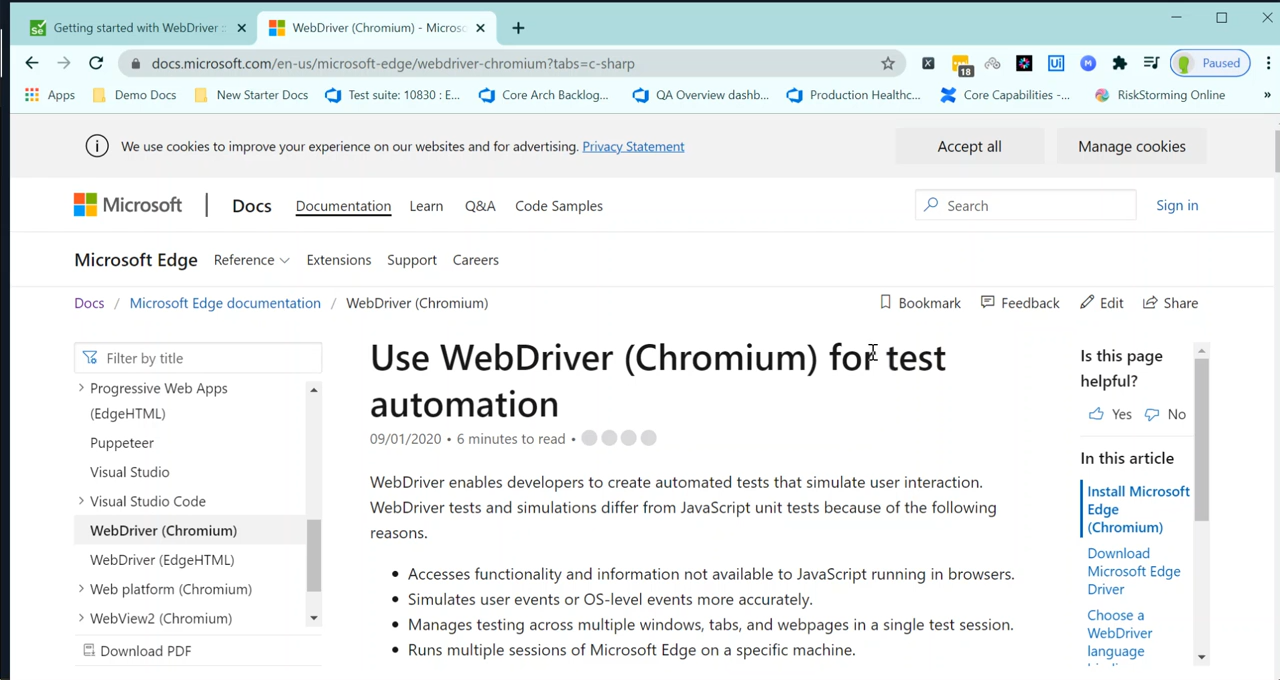 Getting started with WebDriver :
WebDriver (Chromium) - Micros
docs.microsoft.com/en-us/microsoft-edge/webdriver-chromium?tabs=c-sharp
18
Ui
M
Paused
Apps
Demo Docs
New Starter Docs
Test suite: 10830 : E...
Core Arch Backlog...
QA Overview dashb...
Production Healthc...
Core Capabilities -...
RiskStorming Online
»
We use cookies to improve your experience on our websites and for advertising. Privacy Statement
Accept all
Manage cookies
Microsoft
Docs
Documentation
Learn
Q&A
Code Samples
Search
Sign in
Microsoft Edge
Reference
Extensions
Support
Careers
Docs / Microsoft Edge documentation / WebDriver (Chromium)
Bookmark
Feedback
Edit
Share
Filter by title
Progressive Web Apps
(EdgeHTML)
Puppeteer
Visual Studio
Visual Studio Code
WebDriver (Chromium)
WebDriver (EdgeHTML)
Web platform (Chromium)
WebView2 (Chromium)
Download PDF
Use WebDriver (Chromium) for test
automation
09/01/2020 • 6 minutes to read •
WebDriver enables developers to create automated tests that simulate user interaction.
WebDriver tests and simulations differ from JavaScript unit tests because of the following
reasons.
• Accesses functionality and information not available to JavaScript running in browsers.
• Simulates user events or OS-level events more accurately.
• Manages testing across multiple windows, tabs, and webpages in a single test session.
• Runs multiple sessions of Microsoft Edge on a specific machine.
Is this page
helpful?
Yes
No
In this article
Install Microsoft
Edge
(Chromium)
Download
Microsoft Edge
Driver
Choose a
WebDriver
language